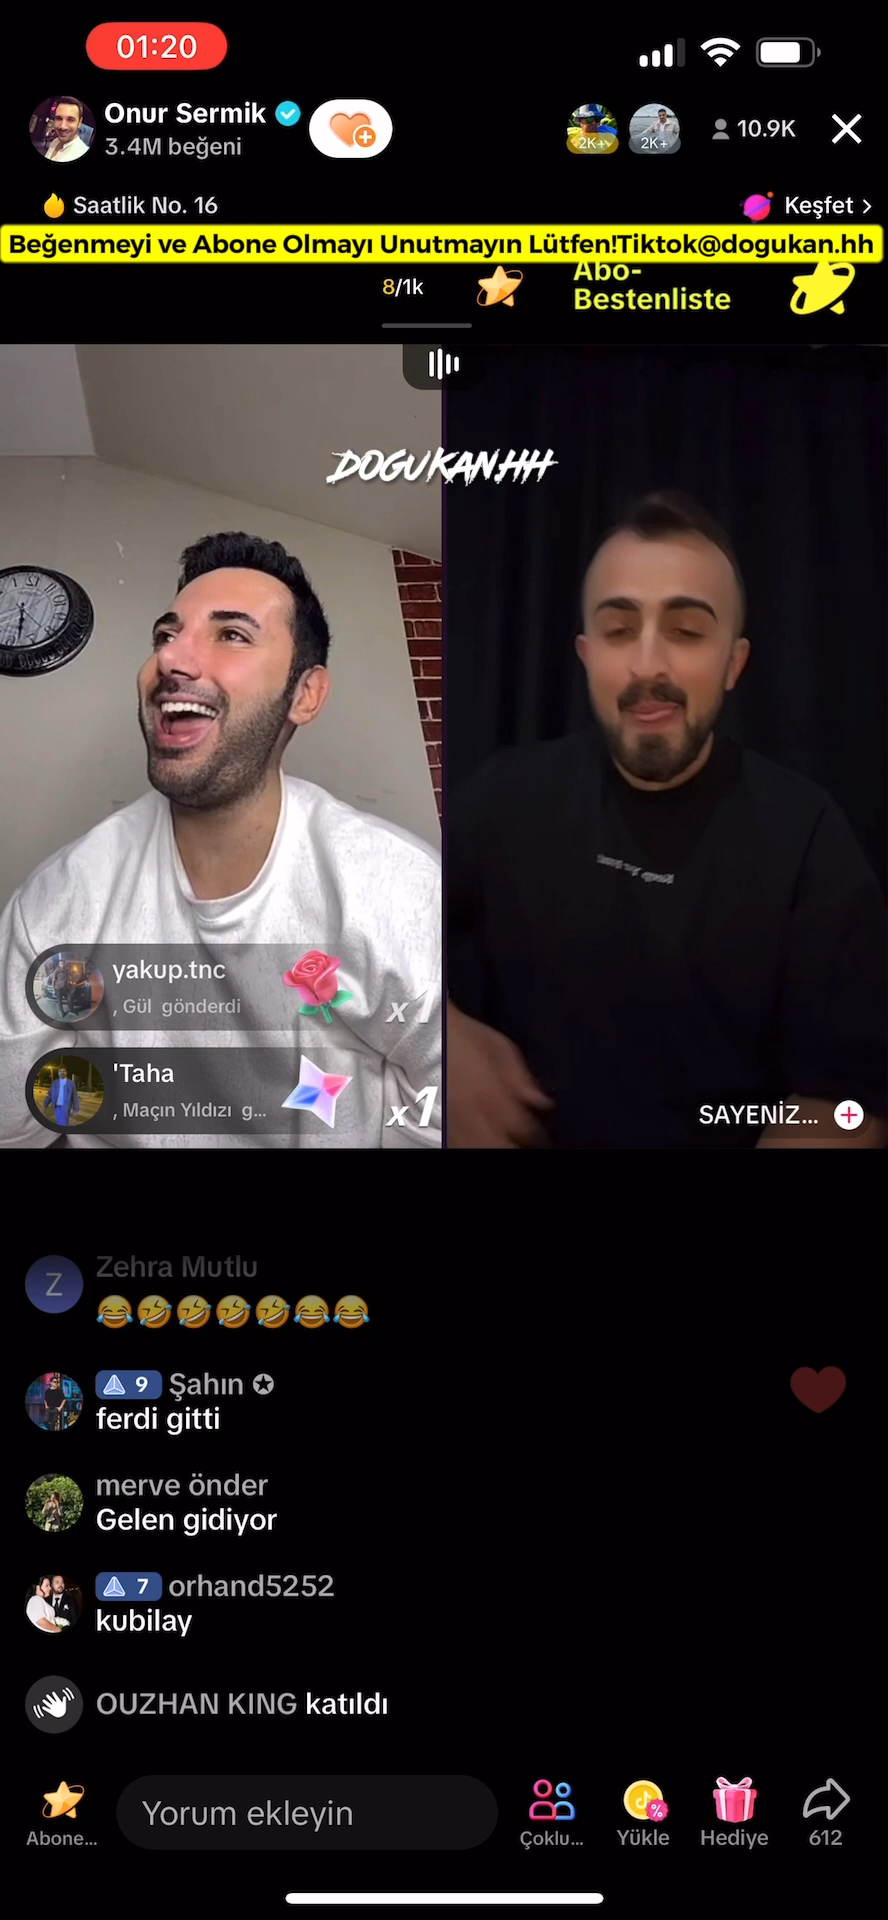 01:20
Onur Sermik
3.4M beğeni
2K+
2K+
10.9K
Saatlik No. 16
Keşfet >
Beğenmeyi ve Abone Olmayı Unutmayın Lütfen!Tiktok@dogukan.hh
8/1k
Abo-
Bestenliste
DOGUKAN.HH
yakup.tnc
, Gül gönderdi
x1
'Taha
, Maçın Yıldızı g...
x1
SAYENİZ...
Z
Zehra Mutlu
😂🤣🤣🤣🤣😂😂
9 Şahın ✪
ferdi gitti
merve önder
Gelen gidiyor
7 orhand5252
kubilay
OUZHAN KING katıldı
Yorum ekleyin
Abone...
Çoklu...
Yükle
Hediye
612